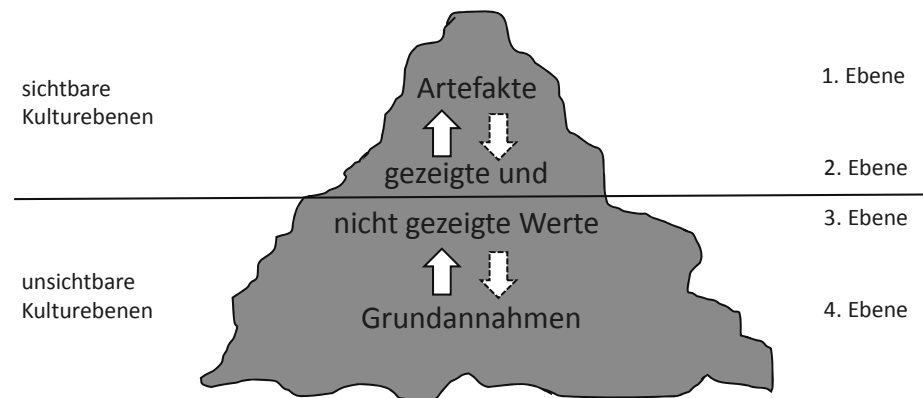 sichtbare
Kulturebenen
Artefakte
1. Ebene
gezeigte und
2. Ebene
nicht gezeigte Werte
3. Ebene
unsichtbare
Kulturebenen
Grundannahmen
4. Ebene